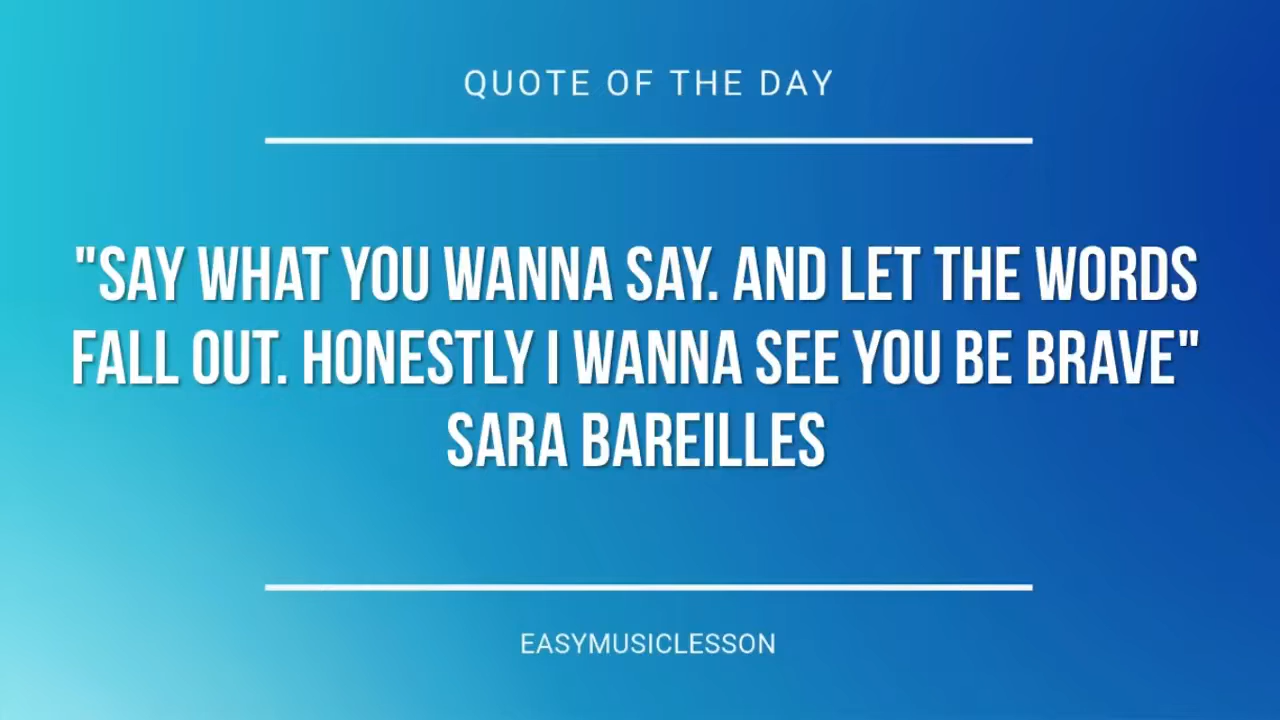 QUOTE OF THE DAY
"SAY WHAT YOU WANNA SAY. AND LET THE WORDS
FALL OUT. HONESTLY I WANNA SEE YOU BE BRAVE"
SARA BAREILLES
EASYMUSICLESSON